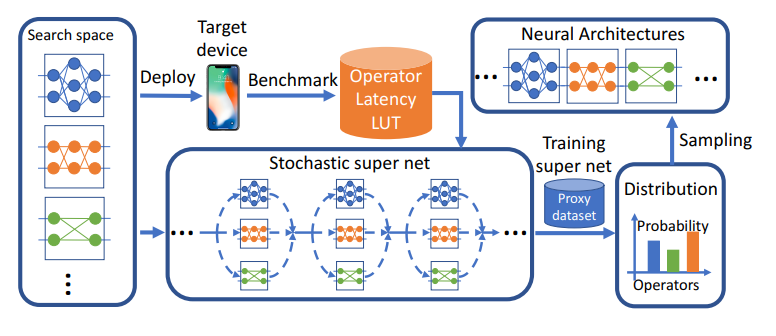 Search space
Target
device
Deploy
Benchmark
Operator
Latency
LUT
Neural Architectures
...
...
Stochastic super net
...
...
Training
super net
Proxy
dataset
Sampling
Distribution
Probability
Operators
...